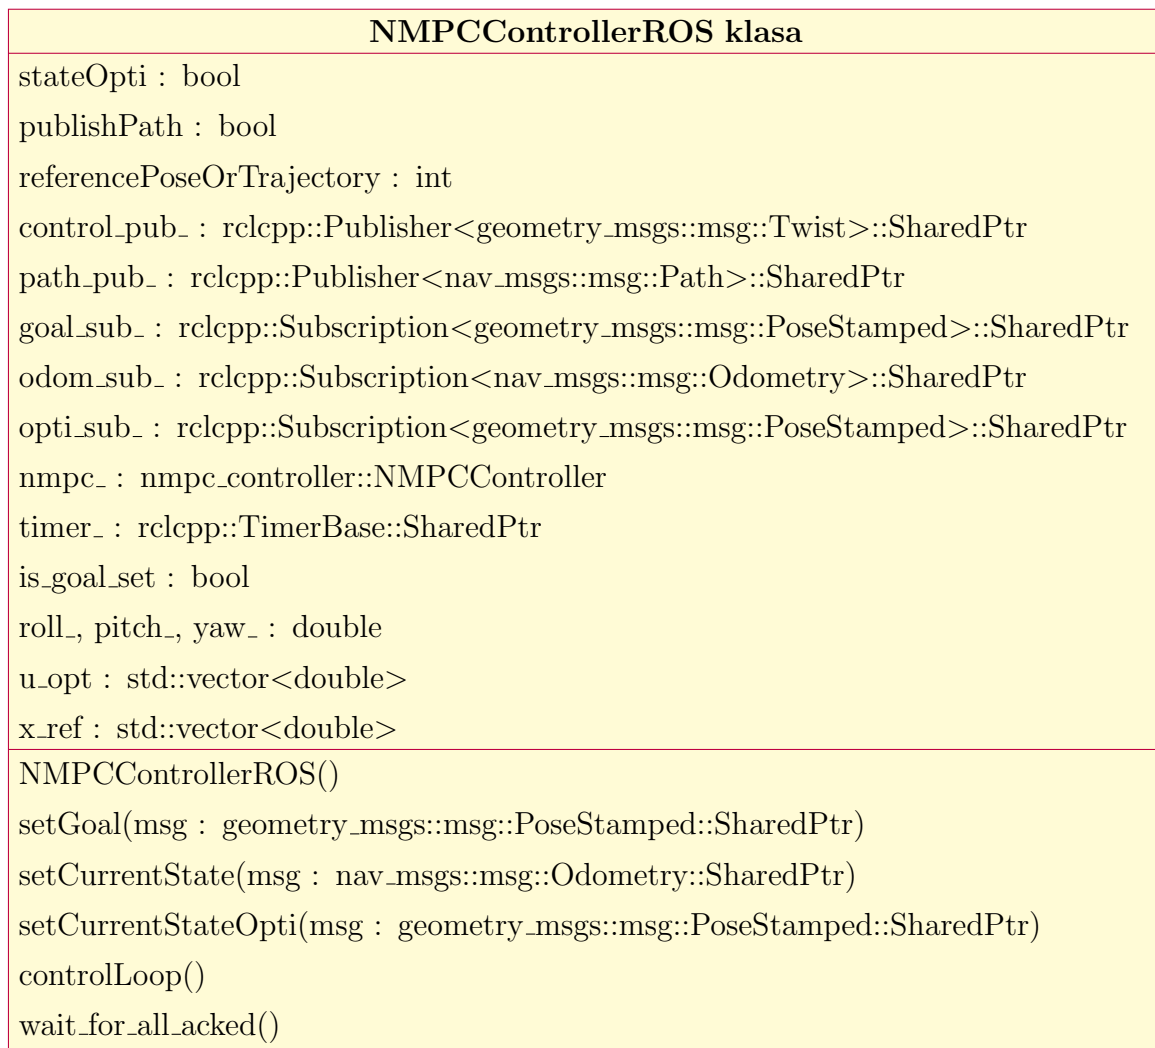 NMPCControllerROS klasa
stateOpti : bool
publishPath : bool
referencePoseOrTrajectory : int
control_pub_ : rclcpp::Publisher<geometry_msgs::msg::Twist>::SharedPtr
path_pub_ : rclcpp::Publisher<nav_msgs::msg::Path>::SharedPtr
goal_sub_ : rclcpp::Subscription<geometry_msgs::msg::PoseStamped>::SharedPtr
odom_sub_ : rclcpp::Subscription<nav_msgs::msg::Odometry>::SharedPtr
opti_sub_ : rclcpp::Subscription<geometry_msgs::msg::PoseStamped>::SharedPtr
nmpc_ : nmpc_controller::NMPCController
timer_ : rclcpp::TimerBase::SharedPtr
is_goal_set : bool
roll_, pitch_, yaw_ : double
u_opt : std::vector<double>
x_ref : std::vector<double>
NMPCControllerROS()
setGoal(msg : geometry_msgs::msg::PoseStamped::SharedPtr)
setCurrentState(msg : nav_msgs::msg::Odometry::SharedPtr)
setCurrentStateOpti(msg : geometry_msgs::msg::PoseStamped::SharedPtr)
controlLoop()
wait_for_all_acked()